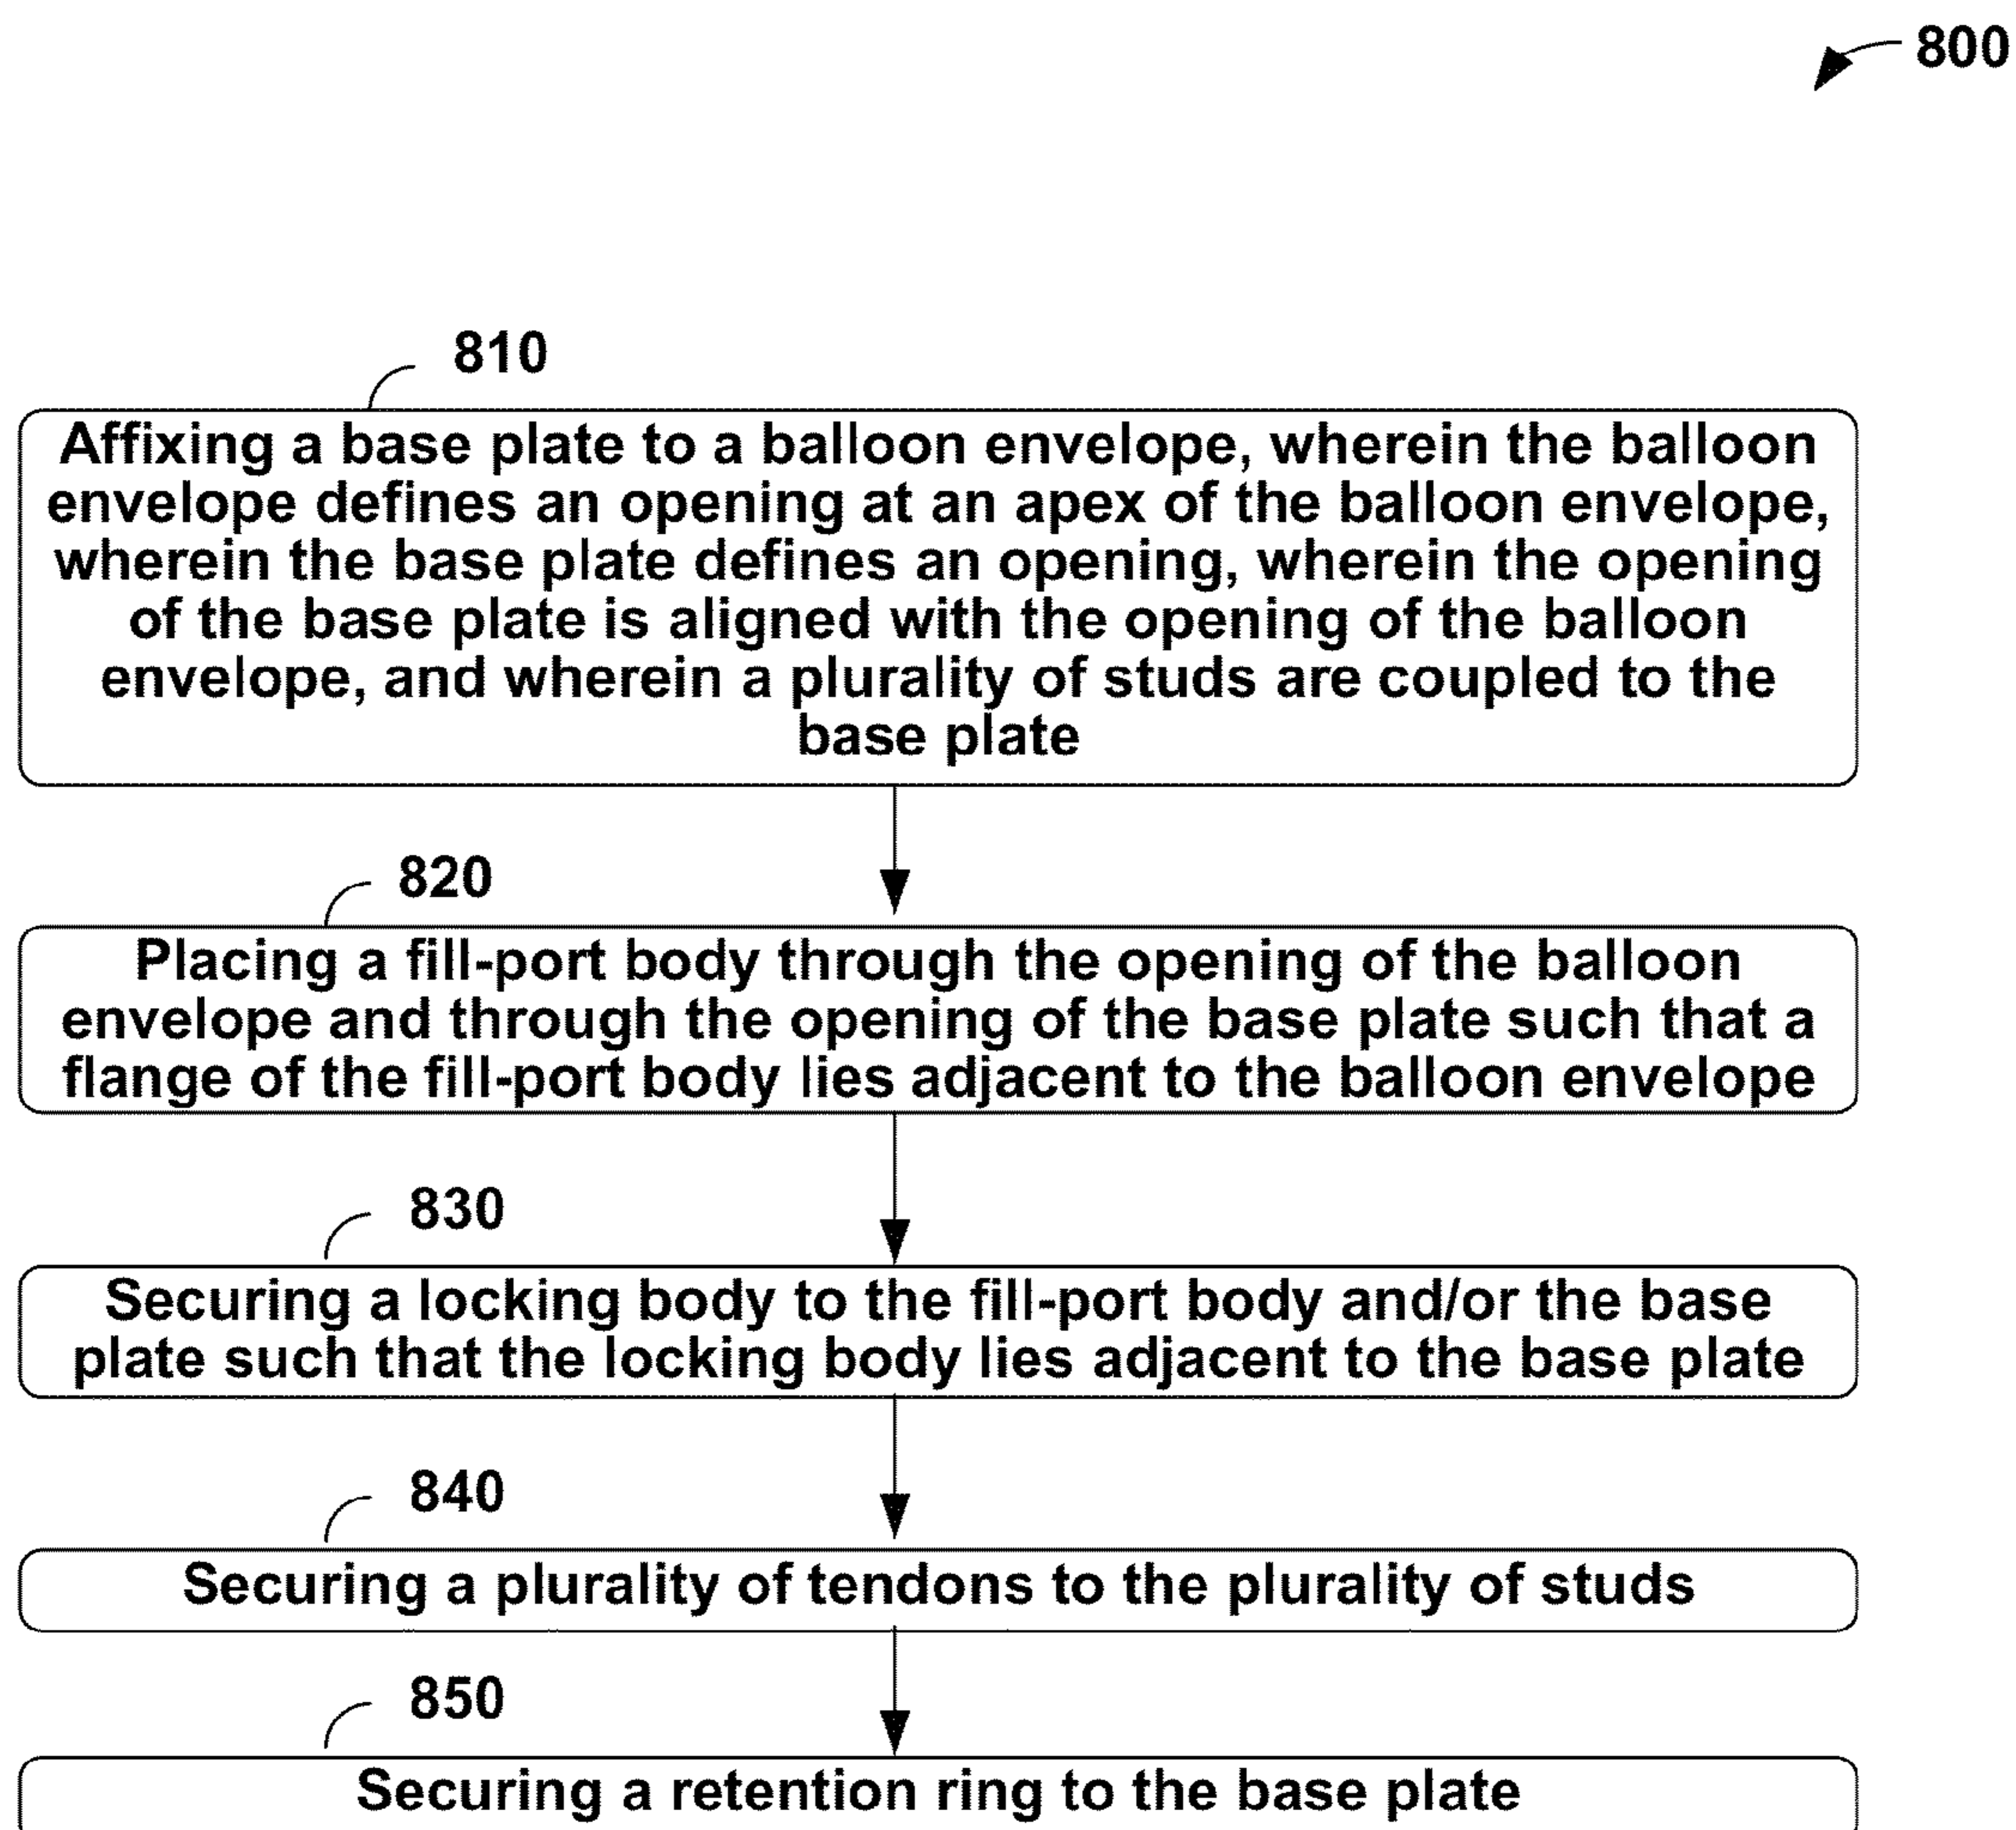 800
810
Affixing a base plate to a balloon envelope, wherein the balloon
envelope defines an opening at an apex of the balloon envelope,
wherein the base plate defines an opening, wherein the opening
of the base plate is aligned with the opening of the balloon
envelope, and wherein a plurality of studs are coupled to the
base plate
820
Placing a fill-port body through the opening of the balloon
envelope and through the opening of the base plate such that a
flange of the fill-port body lies adjacent to the balloon envelope
830
Securing a locking body to the fill-port body and/or the base
plate such that the locking body lies adjacent to the base plate
840
Securing a plurality of tendons to the plurality of studs
850
Securing a retention ring to the base plate